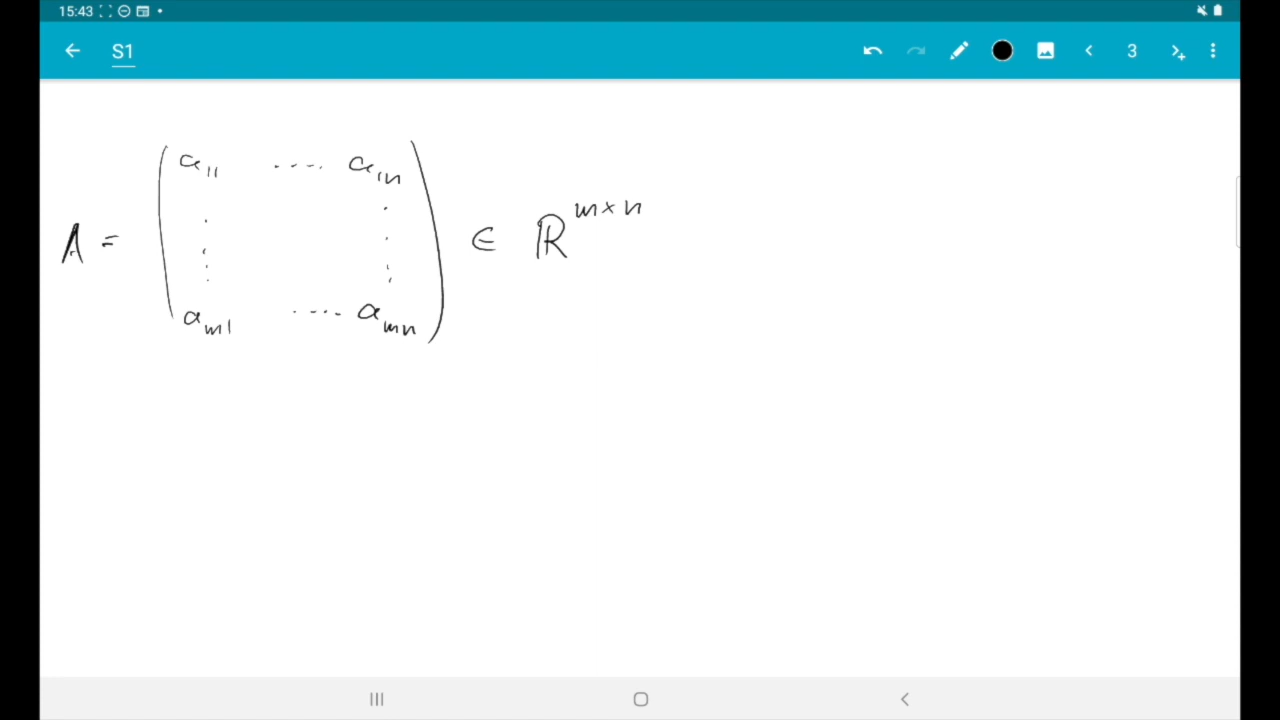 15:43
S1
3
a₁₁ ---- a₁ₙ
A = ( ) ∈ ℝ^{m×n}
aₘ₁ ---- aₘₙ